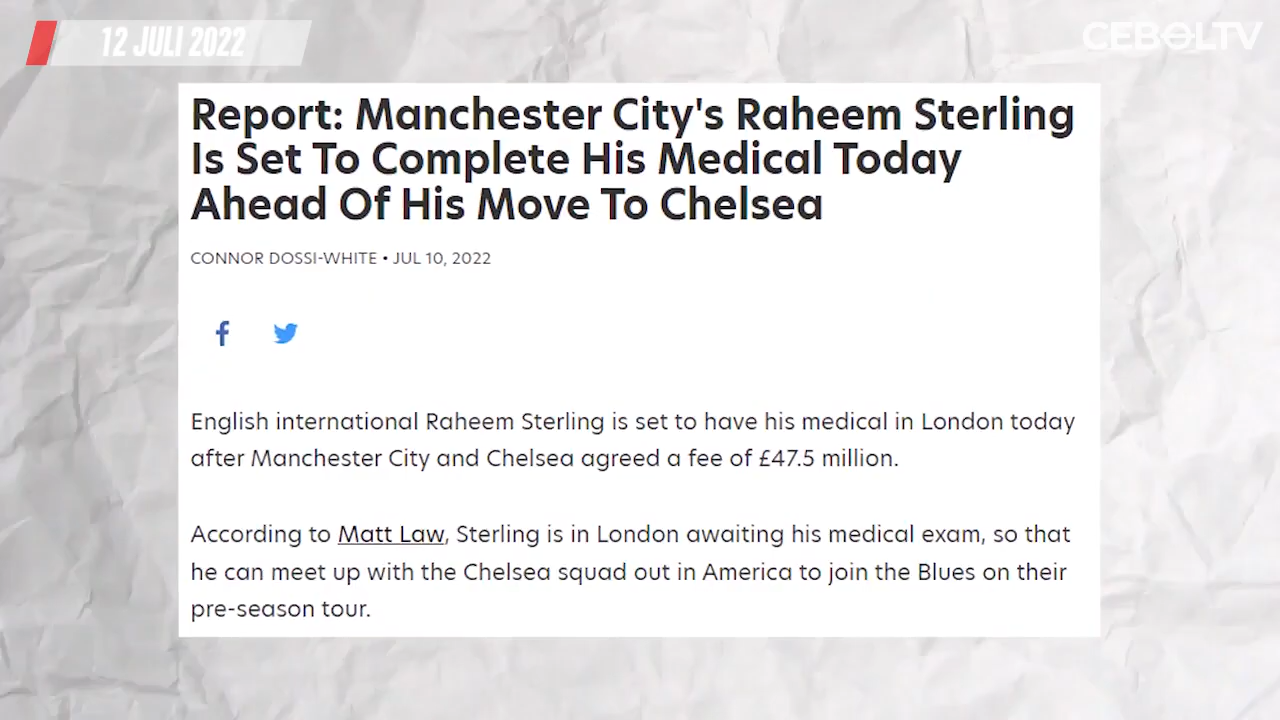 12 JULI 2022
CEBOLTV
Report: Manchester City's Raheem Sterling
Is Set To Complete His Medical Today
Ahead Of His Move To Chelsea
CONNOR DOSSI-WHITE • JUL 10, 2022
English international Raheem Sterling is set to have his medical in London today
after Manchester City and Chelsea agreed a fee of £47.5 million.
According to Matt Law, Sterling is in London awaiting his medical exam, so that
he can meet up with the Chelsea squad out in America to join the Blues on their
pre-season tour.